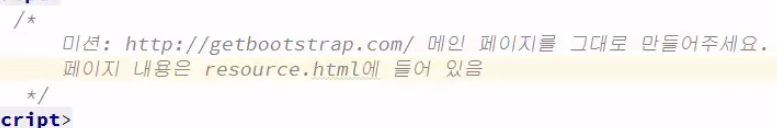 /*
미션: http://getbootstrap.com/ 메인 페이지를 그대로 만들어주세요.
페이지 내용은 resource.html에 들어 있음
*/
cript>